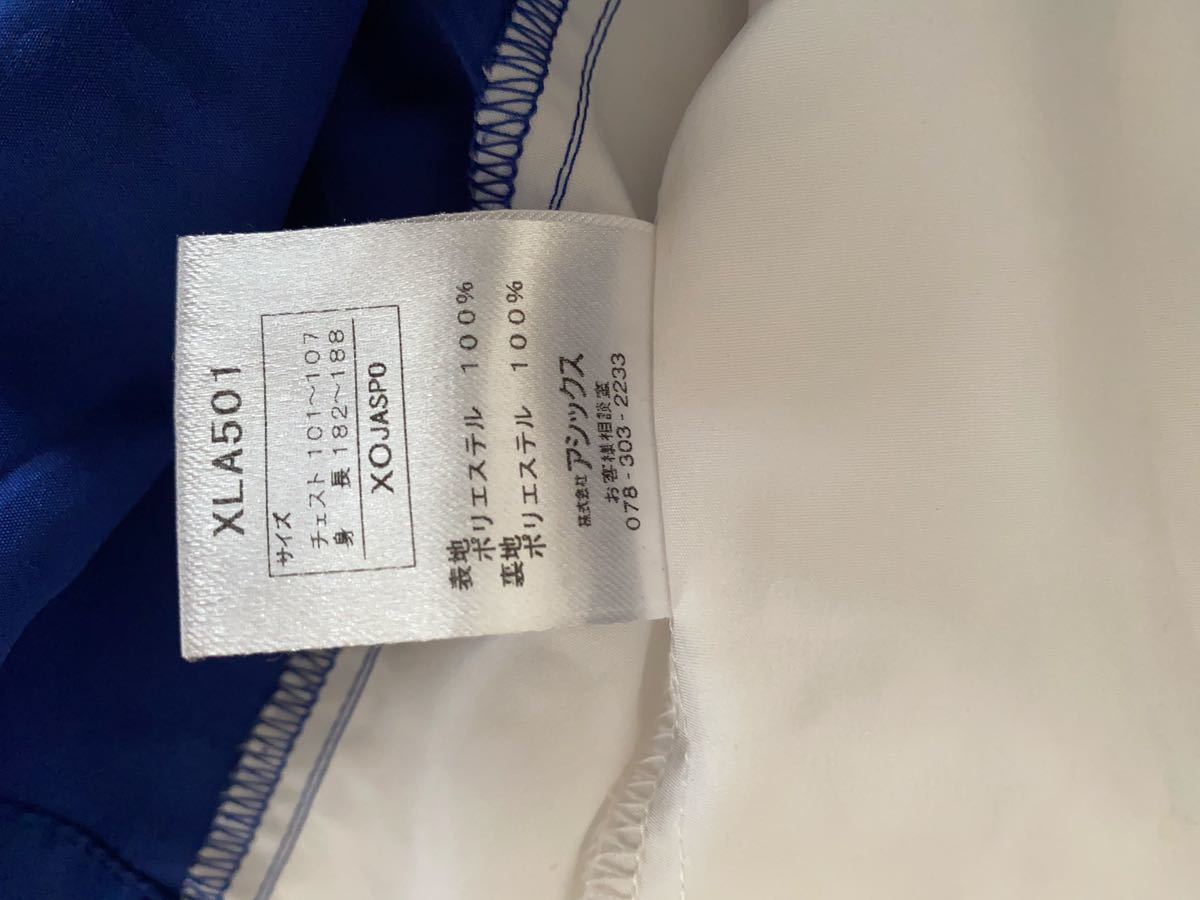 XLA501
サイズ
チェスト 101〜107
身　長 182〜188
XOJASPO
表地
ポリエステル　100%
裏地
ポリエステル　100%
株式会社 アシックス
お客様相談室
078-303-2233